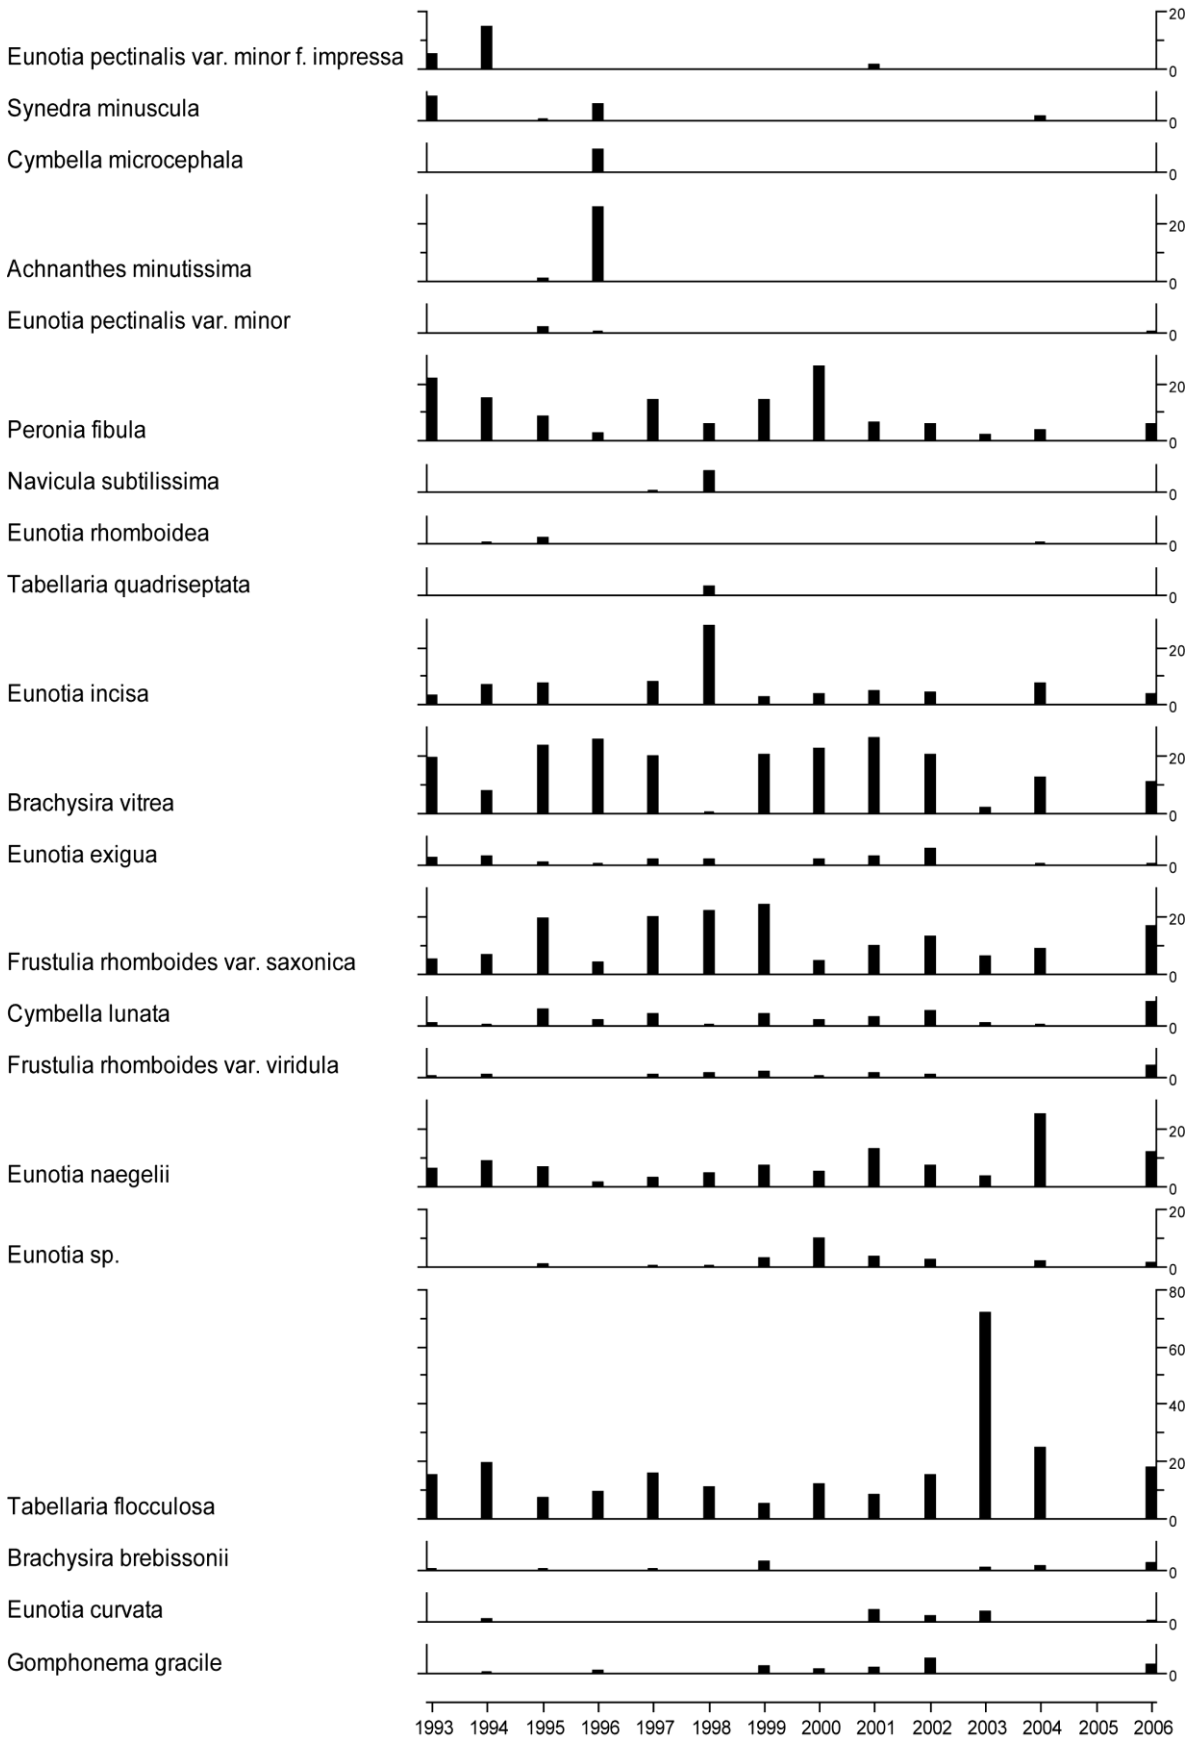 20
Eunotia pectinalis var. minor f. impressa
0
Synedra minuscula
0
Cymbella microcephala
0
20
Achnanthes minutissima
0
Eunotia pectinalis var. minor
0
20
Peronia fibula
0
Navicula subtilissima
0
Eunotia rhomboidea
0
Tabellaria quadriseptata
0
20
Eunotia incisa
0
20
Brachysira vitrea
0
Eunotia exigua
0
20
Frustulia rhomboides var. saxonica
0
Cymbella lunata
0
Frustulia rhomboides var. viridula
0
20
Eunotia naegelii
0
20
Eunotia sp.
0
80
60
40
20
Tabellaria flocculosa
0
Brachysira brebissonii
0
Eunotia curvata
0
Gomphonema gracile
0
1993 1994 1995 1996 1997 1998 1999 2000 2001 2002 2003 2004 2005 2006